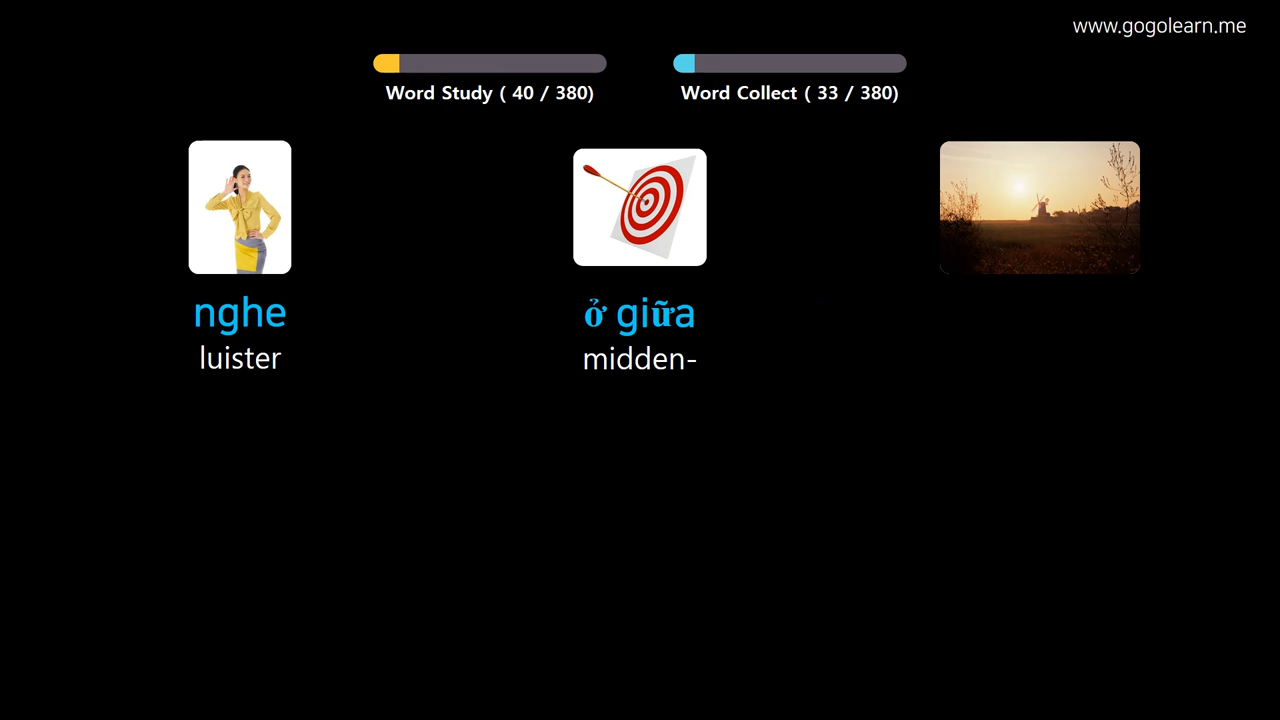 www.gogolearn.me
Word Study ( 40 / 380)
Word Collect ( 33 / 380)
nghe
luister
ở giữa
midden-